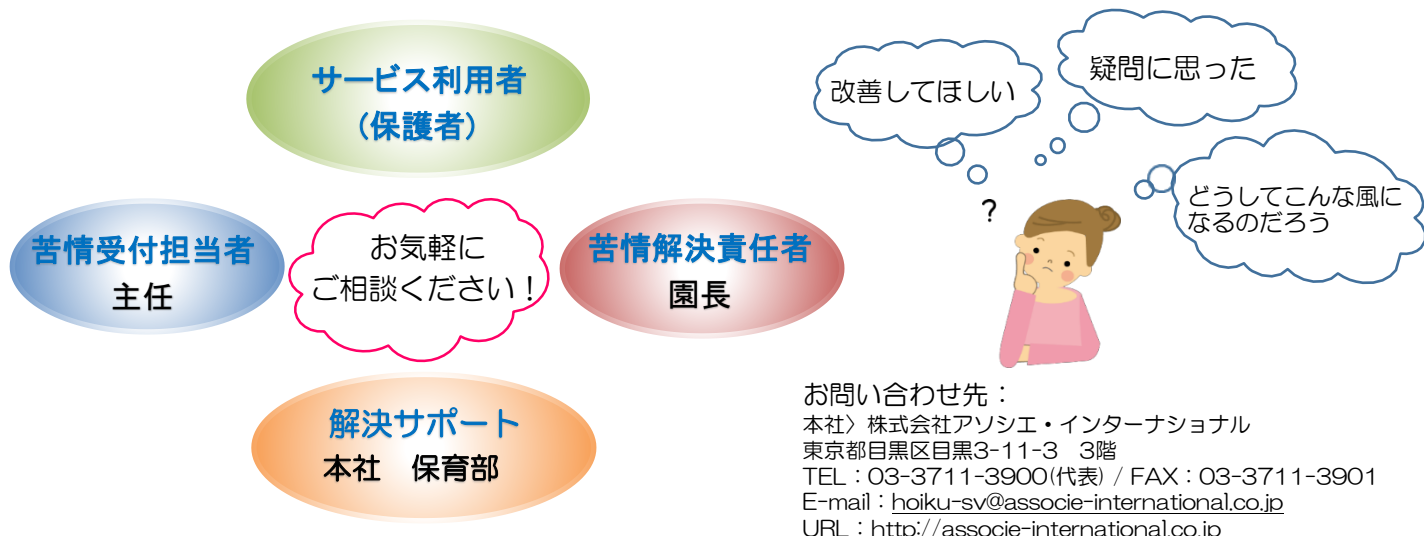 サービス利用者
(保護者)
苦情受付担当者
主任
お気軽に
ご相談ください！
苦情解決責任者
園長
解決サポート
本社　保育部
改善してほしい
疑問に思った
どうしてこんな風に
なるのだろう
?
お問い合わせ先：
本社〉株式会社アソシエ・インターナショナル
東京都目黒区目黒3-11-3　3階
TEL：03-3711-3900(代表) / FAX：03-3711-3901
E-mail：hoiku-sv@associe-international.co.jp
URL：http://associe-international.co.jp